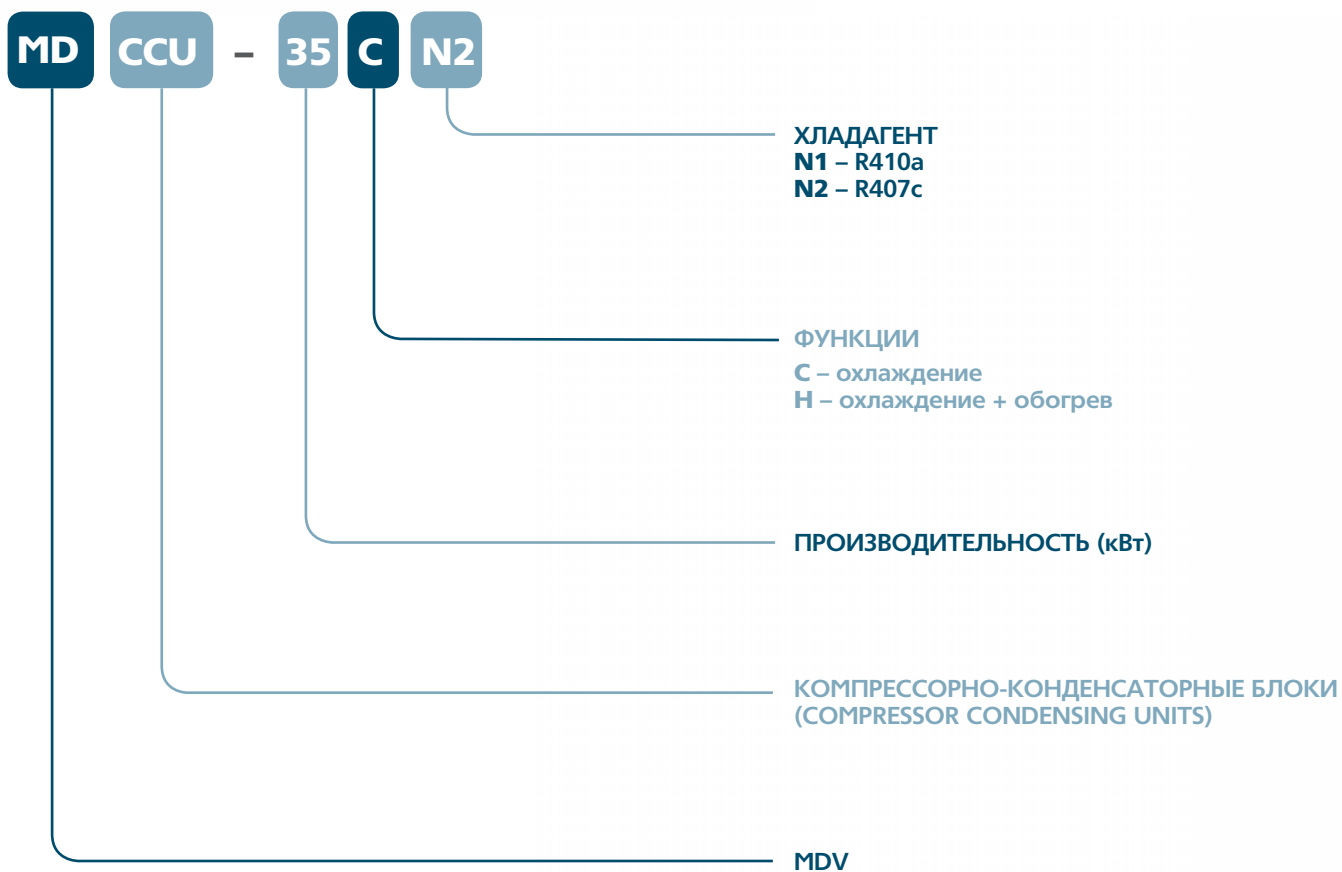 MD CCU – 35 C N2
ХЛАДАГЕНТ
N1 – R410a
N2 – R407c
ФУНКЦИИ
C – охлаждение
H – охлаждение + обогрев
ПРОИЗВОДИТЕЛЬНОСТЬ (кВт)
КОМПРЕССОРНО-КОНДЕНСАТОРНЫЕ БЛОКИ
(COMPRESSOR CONDENSING UNITS)
MDV